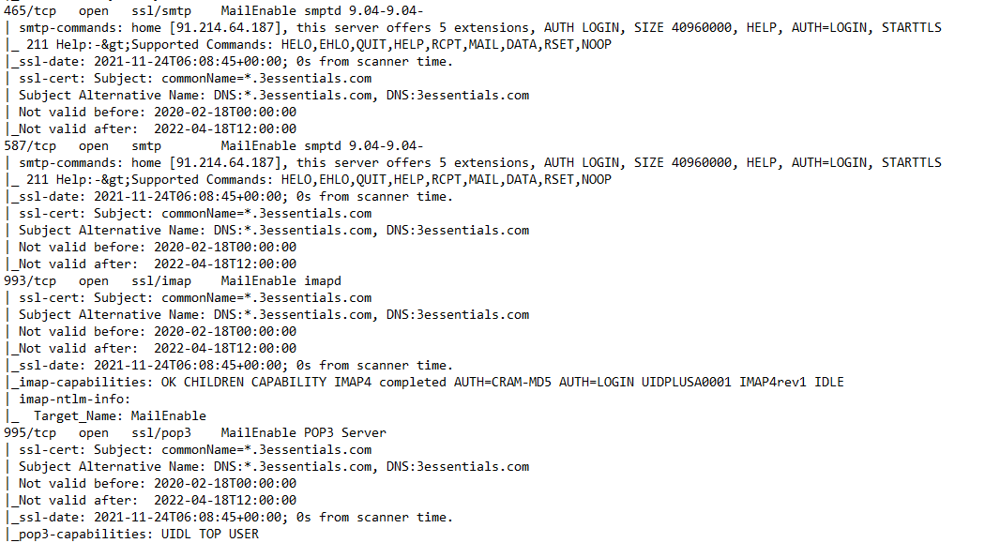 465/tcp   open   ssl/smtp    MailEnable smptd 9.04-9.04-
| smtp-commands: home [91.214.64.187], this server offers 5 extensions, AUTH LOGIN, SIZE 40960000, HELP, AUTH=LOGIN, STARTTLS
|_ 211 Help:-&gt;Supported Commands: HELO,EHLO,QUIT,HELP,RCPT,MAIL,DATA,RSET,NOOP
|_ssl-date: 2021-11-24T06:08:45+00:00; 0s from scanner time.
| ssl-cert: Subject: commonName=*.3essentials.com
| Subject Alternative Name: DNS:*.3essentials.com, DNS:3essentials.com
| Not valid before: 2020-02-18T00:00:00
|_Not valid after:  2022-04-18T12:00:00
587/tcp   open   smtp        MailEnable smptd 9.04-9.04-
| smtp-commands: home [91.214.64.187], this server offers 5 extensions, AUTH LOGIN, SIZE 40960000, HELP, AUTH=LOGIN, STARTTLS
|_ 211 Help:-&gt;Supported Commands: HELO,EHLO,QUIT,HELP,RCPT,MAIL,DATA,RSET,NOOP
|_ssl-date: 2021-11-24T06:08:45+00:00; 0s from scanner time.
| ssl-cert: Subject: commonName=*.3essentials.com
| Subject Alternative Name: DNS:*.3essentials.com, DNS:3essentials.com
| Not valid before: 2020-02-18T00:00:00
|_Not valid after:  2022-04-18T12:00:00
993/tcp   open   ssl/imap    MailEnable imapd
| ssl-cert: Subject: commonName=*.3essentials.com
| Subject Alternative Name: DNS:*.3essentials.com, DNS:3essentials.com
| Not valid before: 2020-02-18T00:00:00
|_Not valid after:  2022-04-18T12:00:00
|_ssl-date: 2021-11-24T06:08:45+00:00; 0s from scanner time.
|_imap-capabilities: OK CHILDREN CAPABILITY IMAP4 completed AUTH=CRAM-MD5 AUTH=LOGIN UIDPLUSA0001 IMAP4rev1 IDLE
| imap-ntlm-info:
|_  Target_Name: MailEnable
995/tcp   open   ssl/pop3    MailEnable POP3 Server
| ssl-cert: Subject: commonName=*.3essentials.com
| Subject Alternative Name: DNS:*.3essentials.com, DNS:3essentials.com
| Not valid before: 2020-02-18T00:00:00
|_Not valid after:  2022-04-18T12:00:00
|_ssl-date: 2021-11-24T06:08:45+00:00; 0s from scanner time.
|_pop3-capabilities: UIDL TOP USER